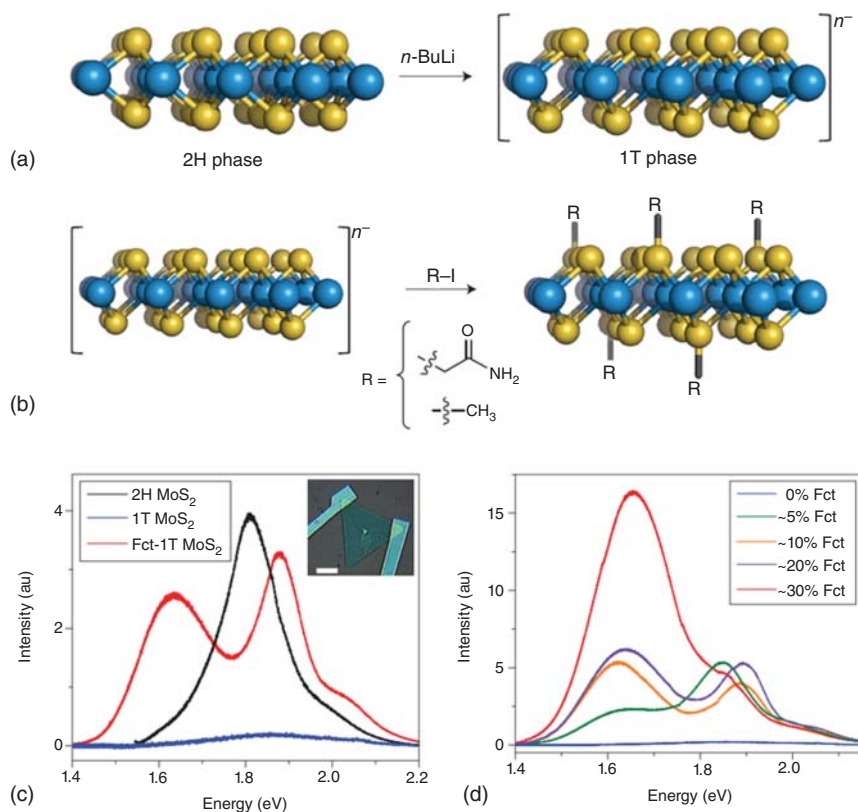 n-BuLi
n–
(a)
2H phase
1T phase
(b)
n–
R–I
R =
O
NH2
CH3
R
R
R
R
R
(c)
Intensity (au)
4
2
0
2H MoS2
1T MoS2
Fct-1T MoS2
1.4 1.6 1.8 2.0 2.2
Energy (eV)
(d)
Intensity (au)
15
10
5
0
0% Fct
~5% Fct
~10% Fct
~20% Fct
~30% Fct
1.4 1.6 1.8 2.0
Energy (eV)